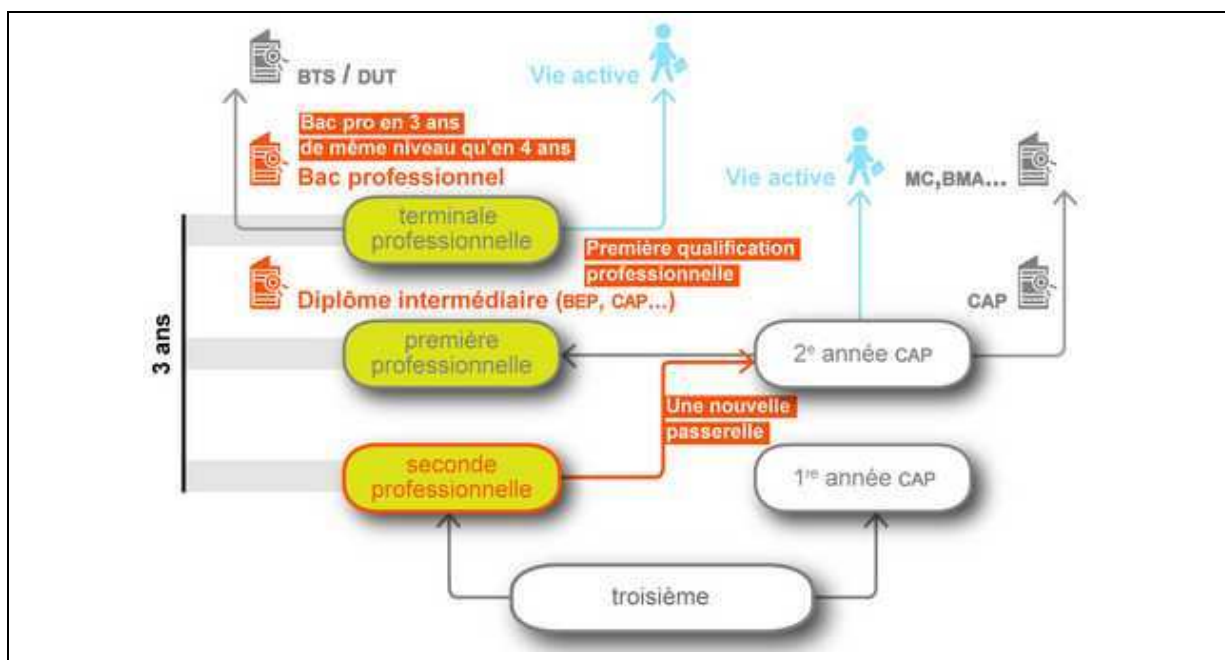 BTS / DUT
Vie active
Bac pro en 3 ans
de même niveau qu'en 4 ans
Bac professionnel
Vie active
MC,BMA...
terminale
professionnelle
Première qualification
professionnelle
Diplôme intermédiaire (BEP, CAP...)
CAP
3 ans
première
professionnelle
2e année CAP
Une nouvelle
passerelle
seconde
professionnelle
1re année CAP
troisième